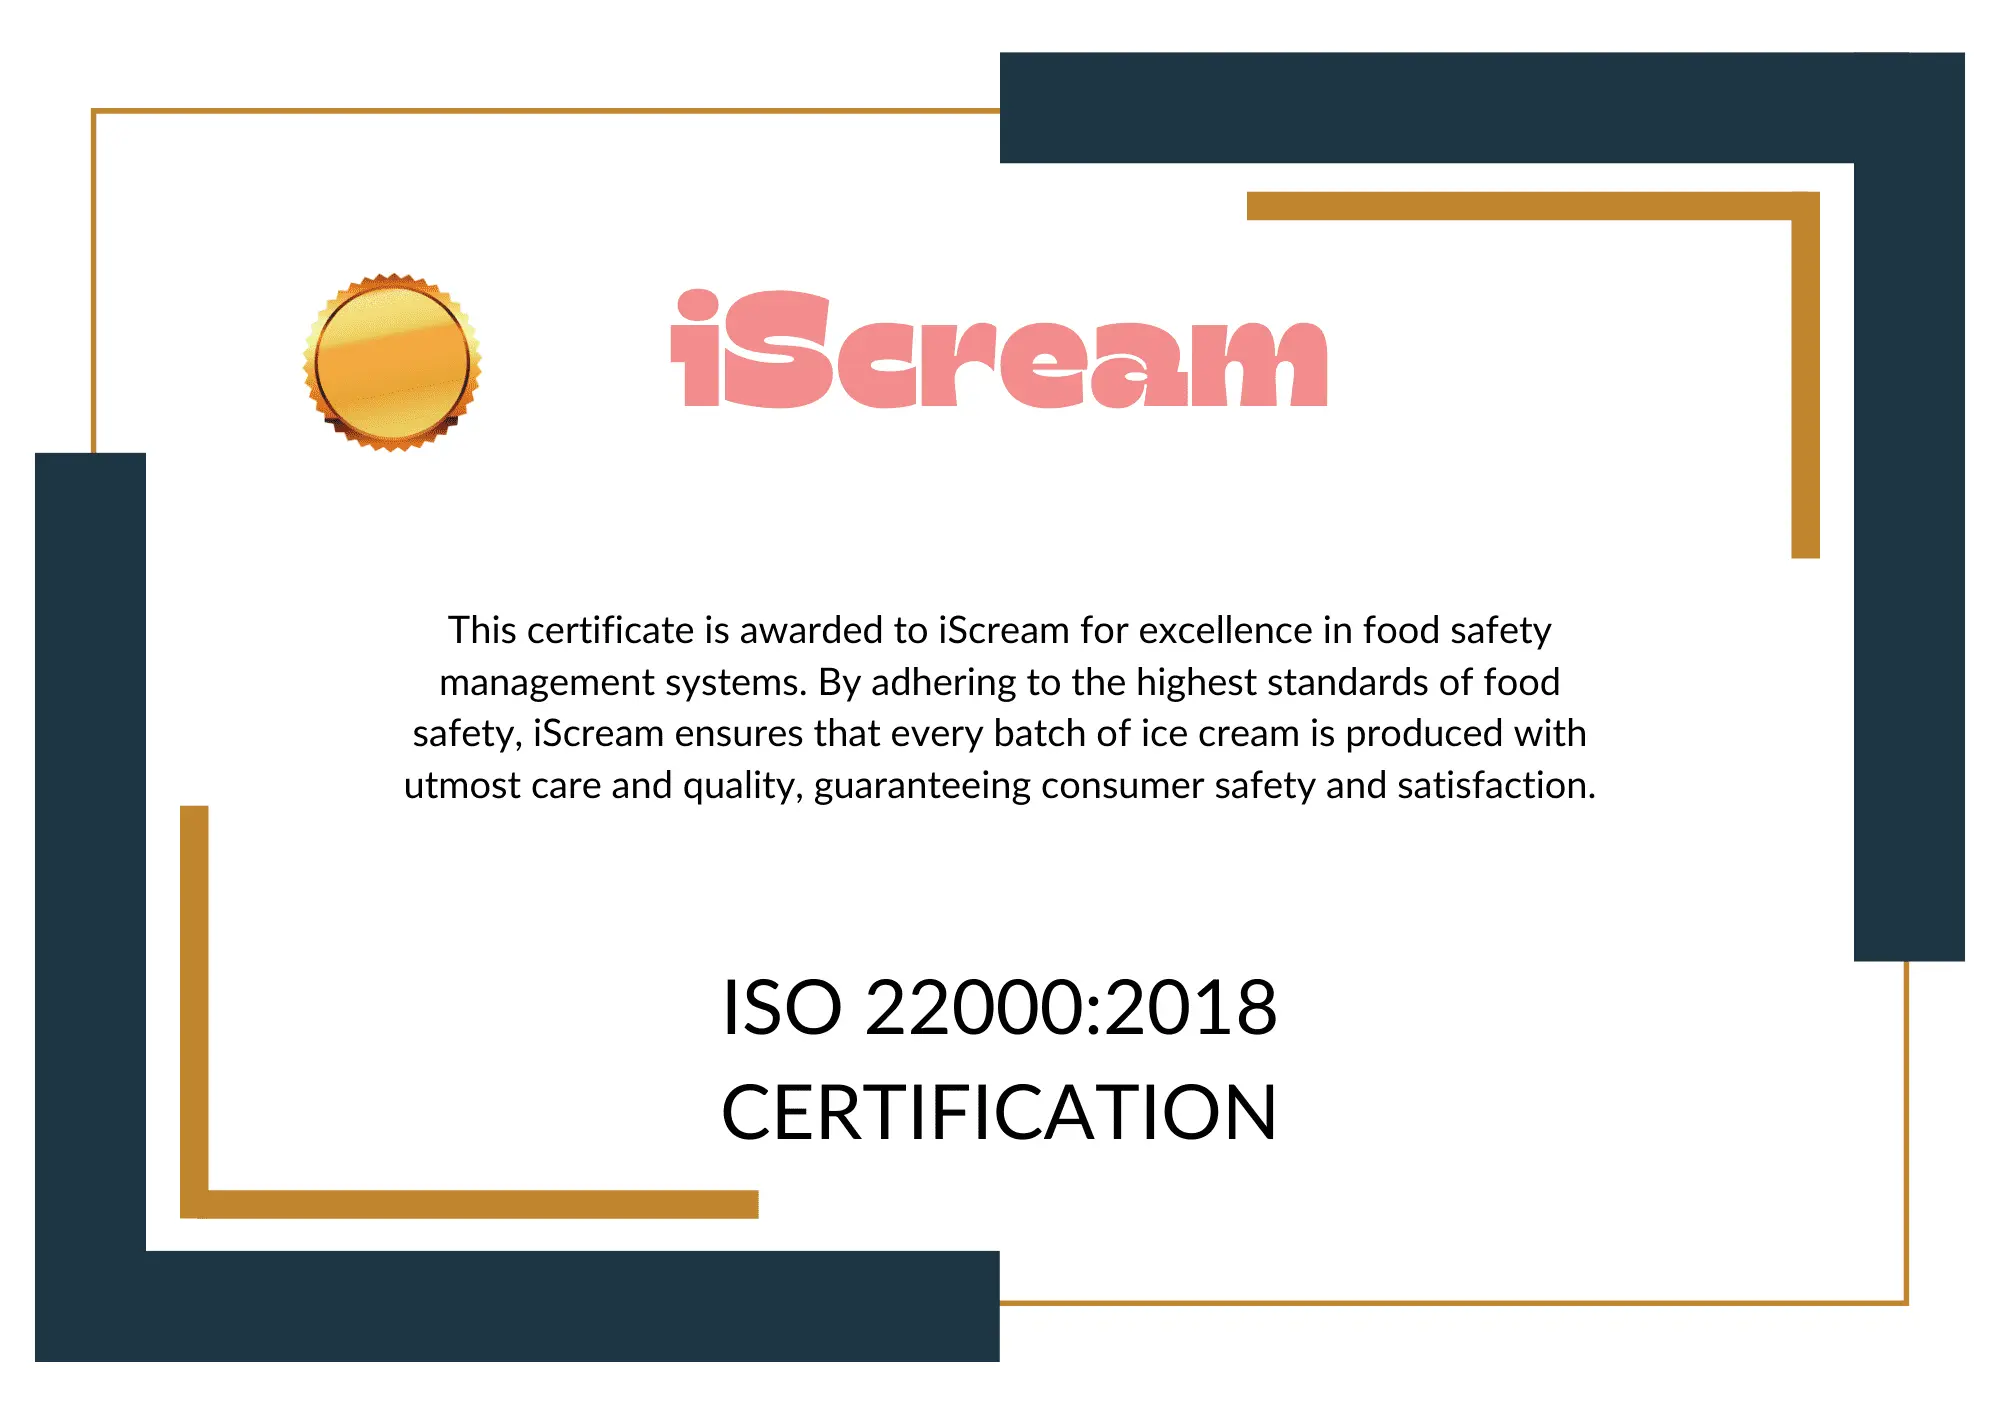 iScream
This certificate is awarded to iScream for excellence in food safety
management systems. By adhering to the highest standards of food
safety, iScream ensures that every batch of ice cream is produced with
utmost care and quality, guaranteeing consumer safety and satisfaction.
ISO 22000:2018
CERTIFICATION